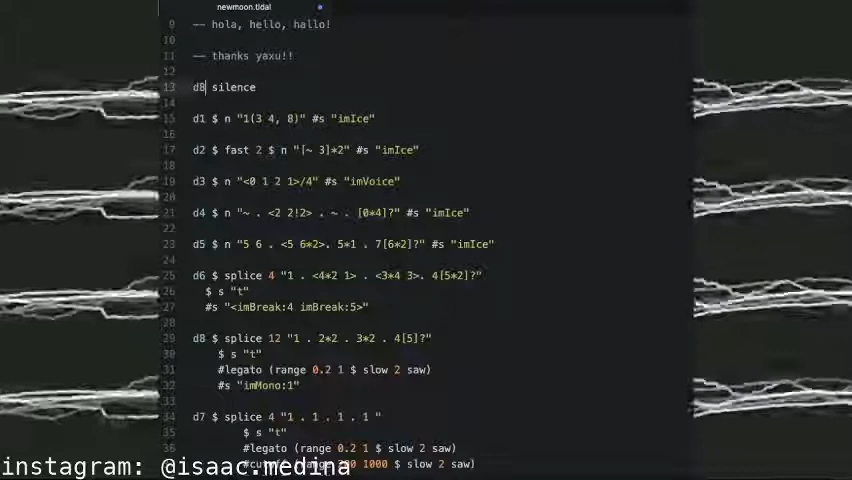 newmoon.tidal
9 -- hola, hello, hallo!
10
11 -- thanks yaxu!!
12
13 d8 silence
14
15 d1 $ n "1(3 4, 8)" #s "imIce"
16
17 d2 $ fast 2 $ n "[~ 3]*2" #s "imIce"
18
19 d3 $ n "<0 1 2 1>/4" #s "imVoice"
20
21 d4 $ n "~ . <2 2!2> . ~ . [0*4]?" #s "imIce"
22
23 d5 $ n "5 6 . <5 6*2>. 5*1 . 7[6*2]?" #s "imIce"
24
25 d6 $ splice 4 "1 . <4*2 1> . <3*4 3>. 4[5*2]?"
26 $ s "t"
27 #s "<imBreak:4 imBreak:5>"
28
29 d8 $ splice 12 "1 . 2*2 . 3*2 . 4[5]?"
30 $ s "t"
31 #legato (range 0.2 1 $ slow 2 saw)
32 #s "imMono:1"
33
34 d7 $ splice 4 "1 . 1 . 1 . 1 "
35 $ s "t"
36 #legato (range 0.2 1 $ slow 2 saw)
#cutoff (range 1000 $ slow 2 saw)
instagram: @isaac.medina